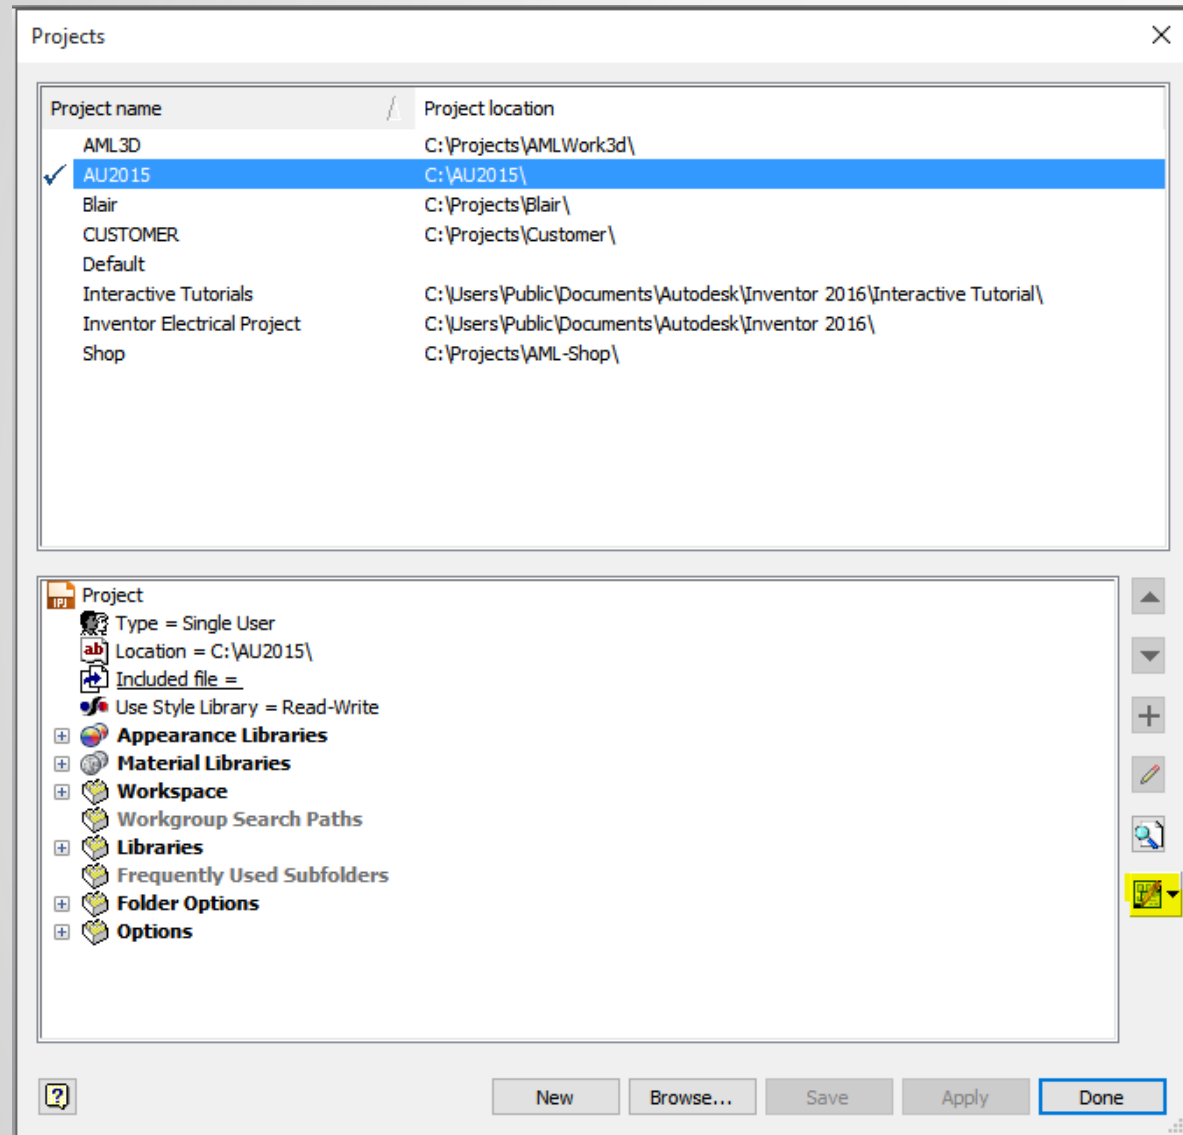 Projects
Project name Project location
AML3D C:\Projects\AMLWork3d\
AU2015 C:\AU2015\
Blair C:\Projects\Blair\
CUSTOMER C:\Projects\Customer\
Default
Interactive Tutorials C:\Users\Public\Documents\Autodesk\Inventor 2016\Interactive Tutorial\
Inventor Electrical Project C:\Users\Public\Documents\Autodesk\Inventor 2016\
Shop C:\Projects\AML-Shop\
IPJ Project
Type = Single User
ab Location = C:\AU2015\
Included file =
Use Style Library = Read-Write
Appearance Libraries
Material Libraries
Workspace
Workgroup Search Paths
Libraries
Frequently Used Subfolders
Folder Options
Options
? New Browse... Save Apply Done